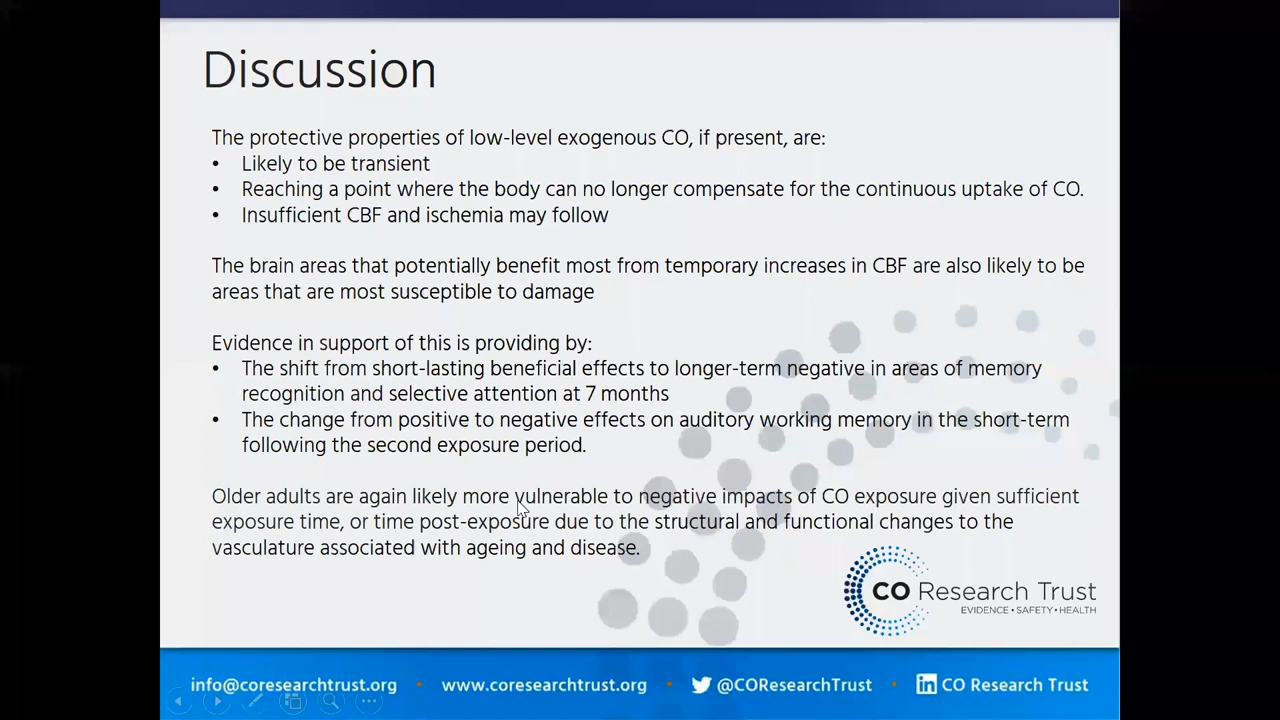 Discussion
The protective properties of low-level exogenous CO, if present, are:
• Likely to be transient
• Reaching a point where the body can no longer compensate for the continuous uptake of CO.
• Insufficient CBF and ischemia may follow
The brain areas that potentially benefit most from temporary increases in CBF are also likely to be
areas that are most susceptible to damage
Evidence in support of this is providing by:
• The shift from short-lasting beneficial effects to longer-term negative in areas of memory
recognition and selective attention at 7 months
• The change from positive to negative effects on auditory working memory in the short-term
following the second exposure period.
Older adults are again likely more vulnerable to negative impacts of CO exposure given sufficient
exposure time, or time post-exposure due to the structural and functional changes to the
vasculature associated with ageing and disease.
CO Research Trust
EVIDENCE • SAFETY • HEALTH
info@coresearchtrust.org • www.coresearchtrust.org • @COResearchTrust • in CO Research Trust